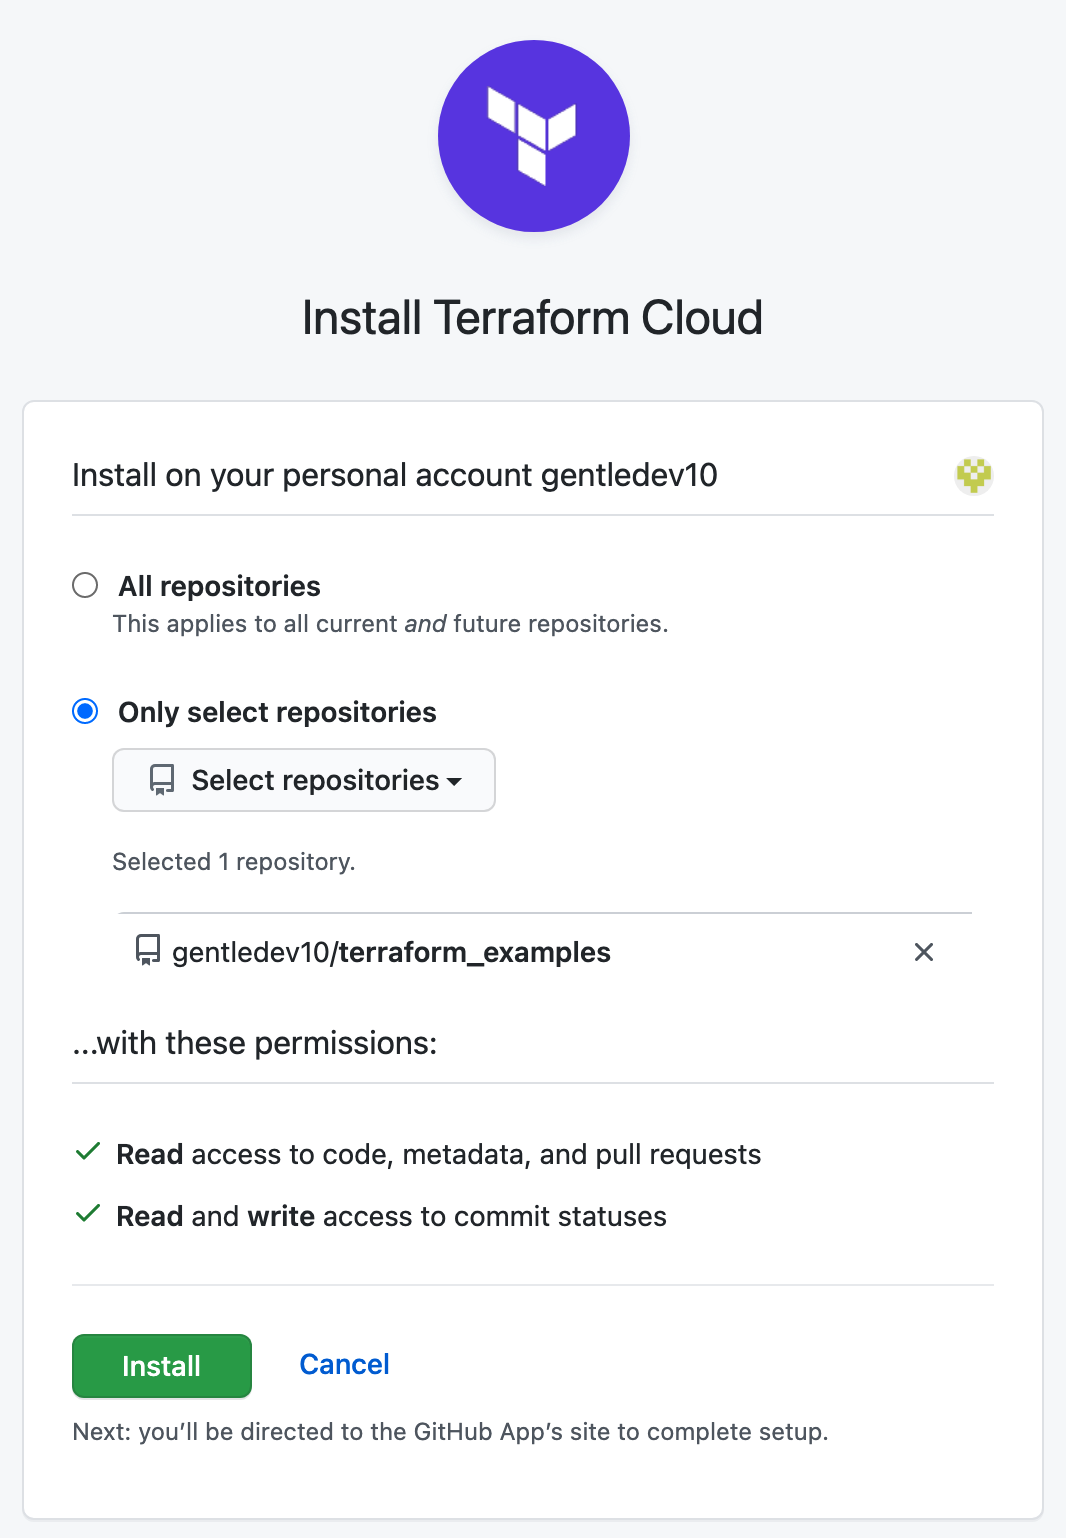 Install Terraform Cloud
Install on your personal account gentledev10
All repositories
This applies to all current and future repositories.
Only select repositories
Select repositories
Selected 1 repository.
gentledev10/terraform_examples
...with these permissions:
Read access to code, metadata, and pull requests
Read and write access to commit statuses
Install Cancel
Next: you’ll be directed to the GitHub App’s site to complete setup.